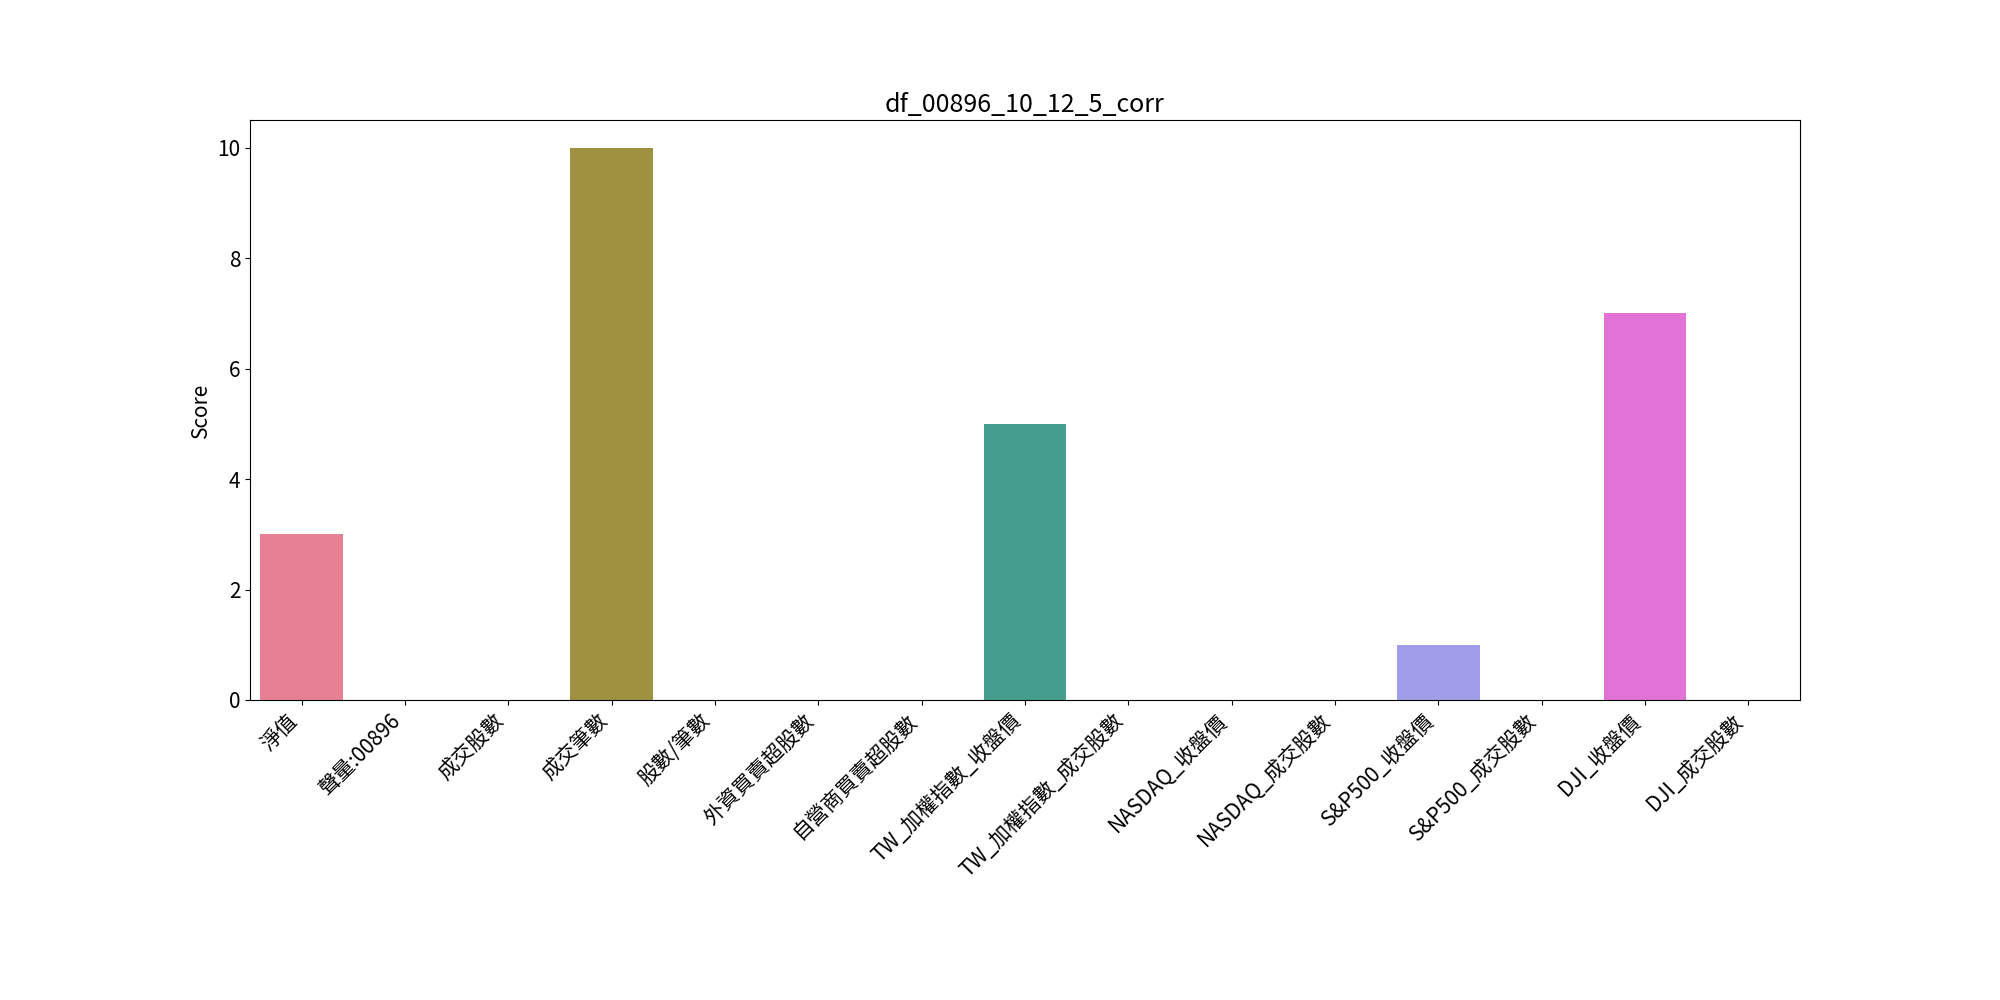 df_00896_10_12_5_corr
Score
10
8
6
4
2
0
淨值
聲量:00896
成交股數
成交筆數
股數/筆數
外資買賣超股數
自營商買賣超股數
TW_加權指數_收盤價
TW_加權指數_成交股數
NASDAQ_收盤價
NASDAQ_成交股數
S&P500_收盤價
S&P500_成交股數
DJI_收盤價
DJI_成交股數